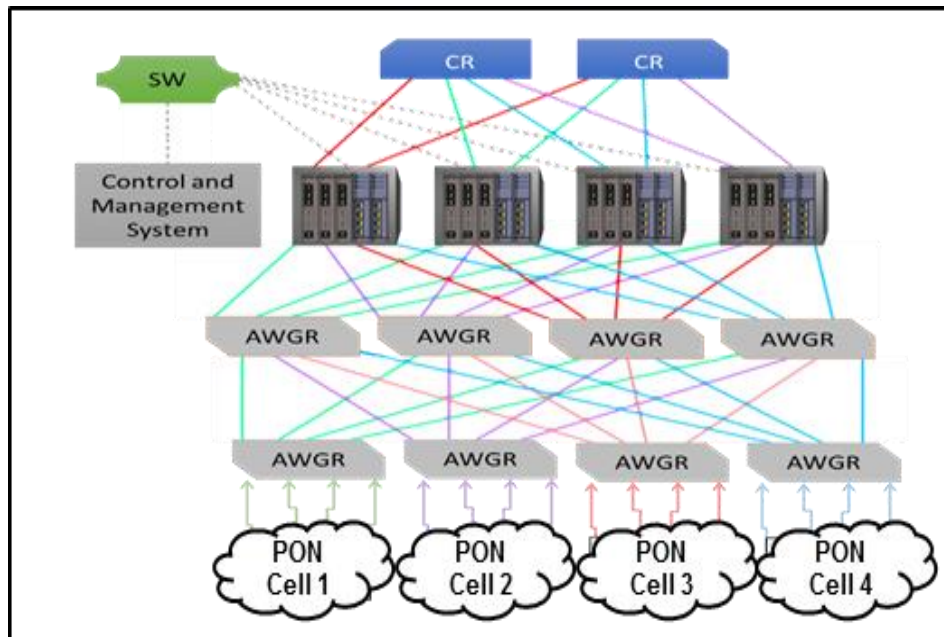 CR
CR
SW
Control and
Management
System
AWGR
AWGR
AWGR
AWGR
AWGR
AWGR
AWGR
AWGR
PON
Cell 1
PON
Cell 2
PON
Cell 3
PON
Cell 4